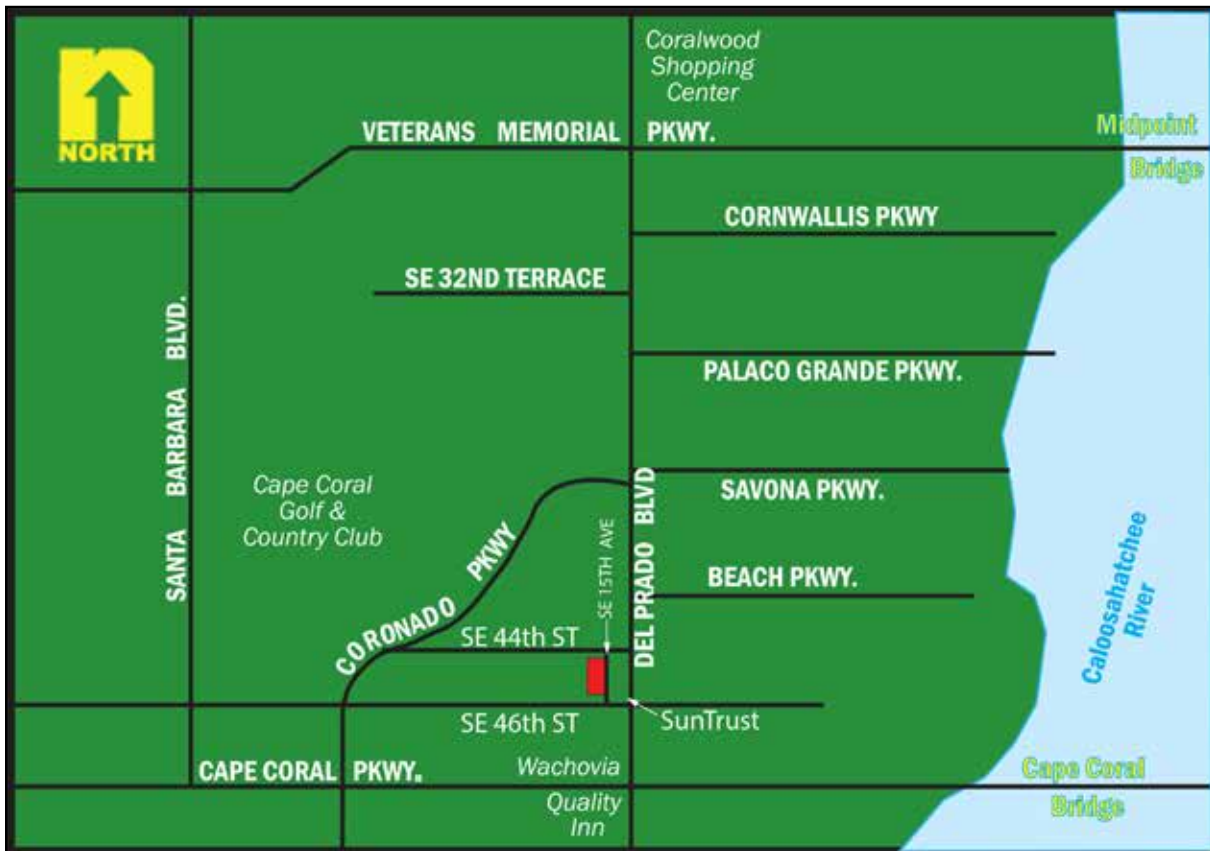 n
NORTH
Coralwood
Shopping
Center
VETERANS MEMORIAL PKWY.
Midpoint
Bridge
CORNWALLIS PKWY
SE 32ND TERRACE
SANTA BARBARA BLVD.
PALACO GRANDE PKWY.
Cape Coral
Golf &
Country Club
CORONADO PKWY
SE 15TH AVE
DEL PRADO BLVD
SAVONA PKWY.
BEACH PKWY.
Caloosahatchee
River
SE 44th ST
SE 46th ST
SunTrust
CAPE CORAL PKWY.
Wachovia
Cape Coral
Bridge
Quality
Inn